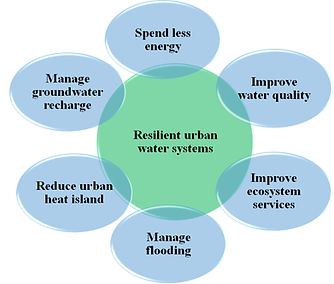 Spend less
energy
Manage
groundwater
recharge
Improve
water quality
Resilient urban
water systems
Reduce urban
heat island
Improve
ecosystem
services
Manage
flooding